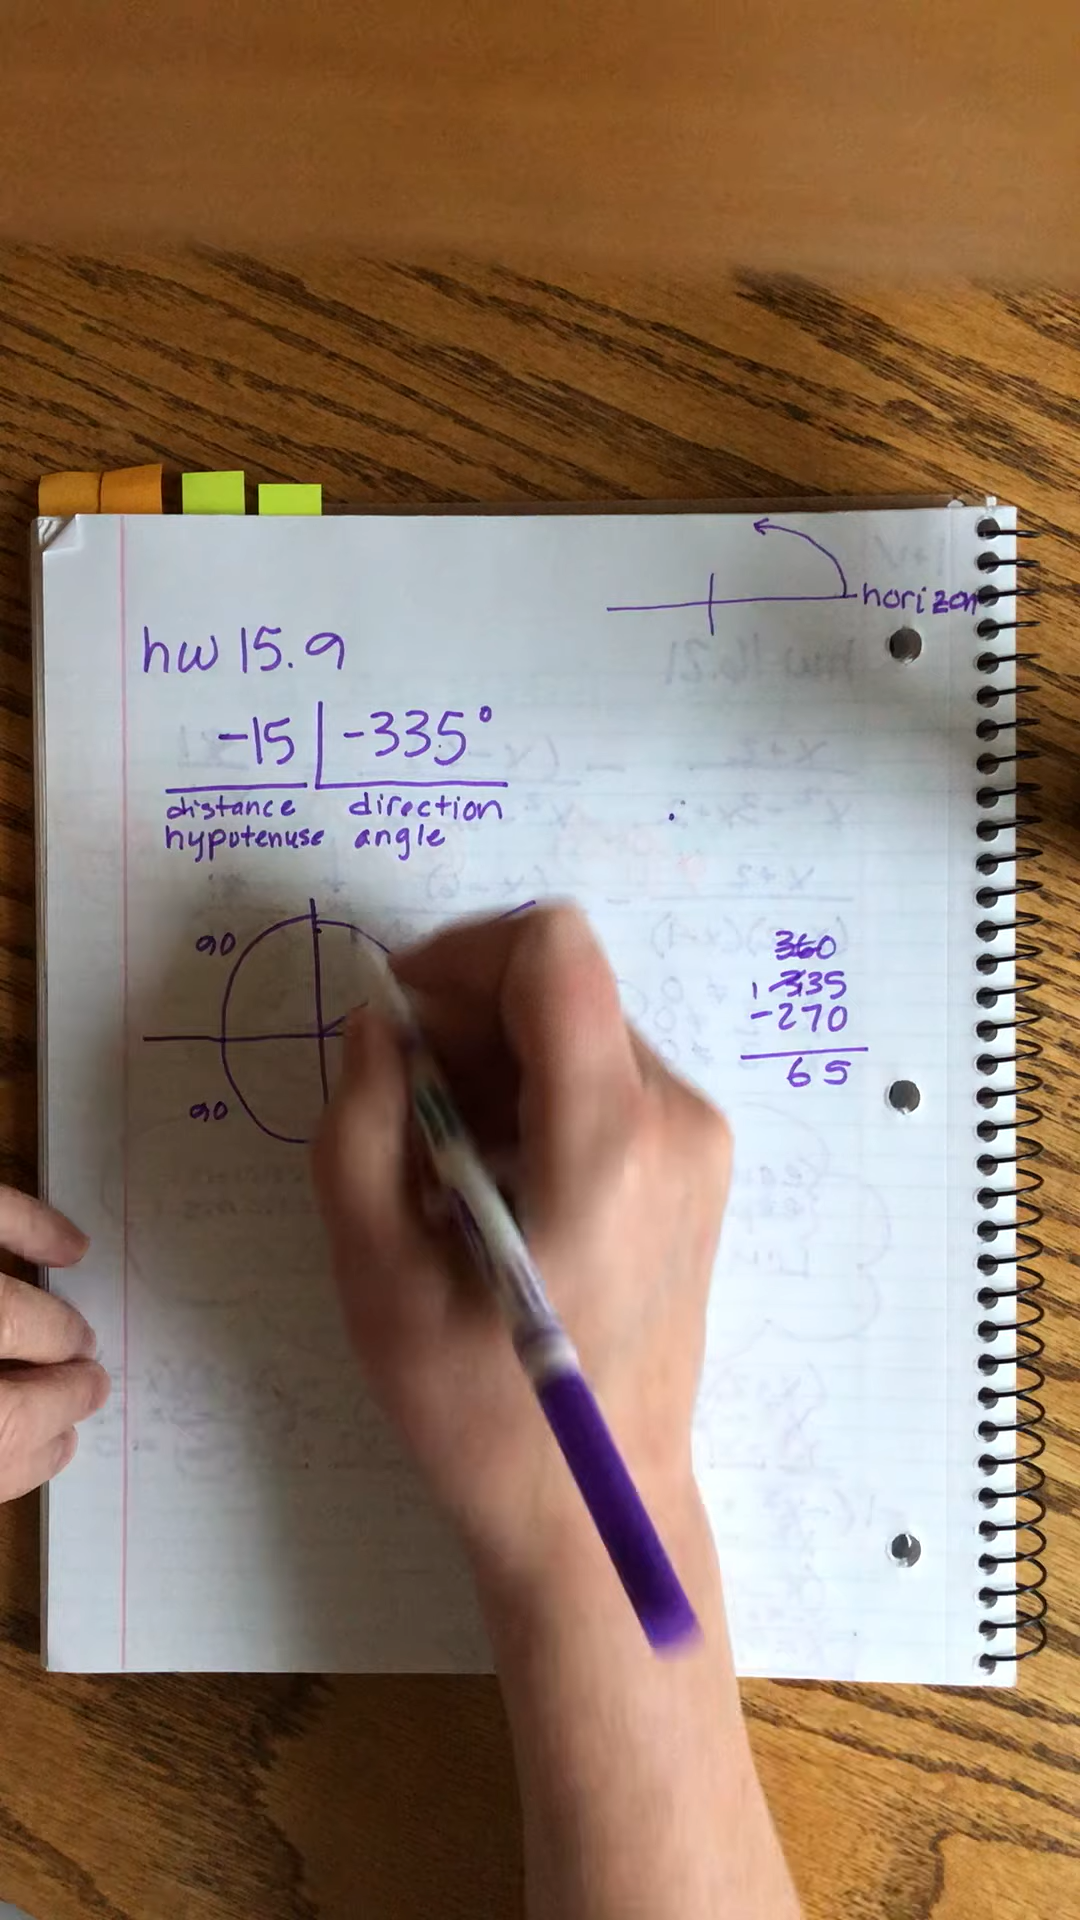 horizon
hw 15.9
-15 | -335°
distance direction
hypotenuse angle
90
360
335
-270
65
90